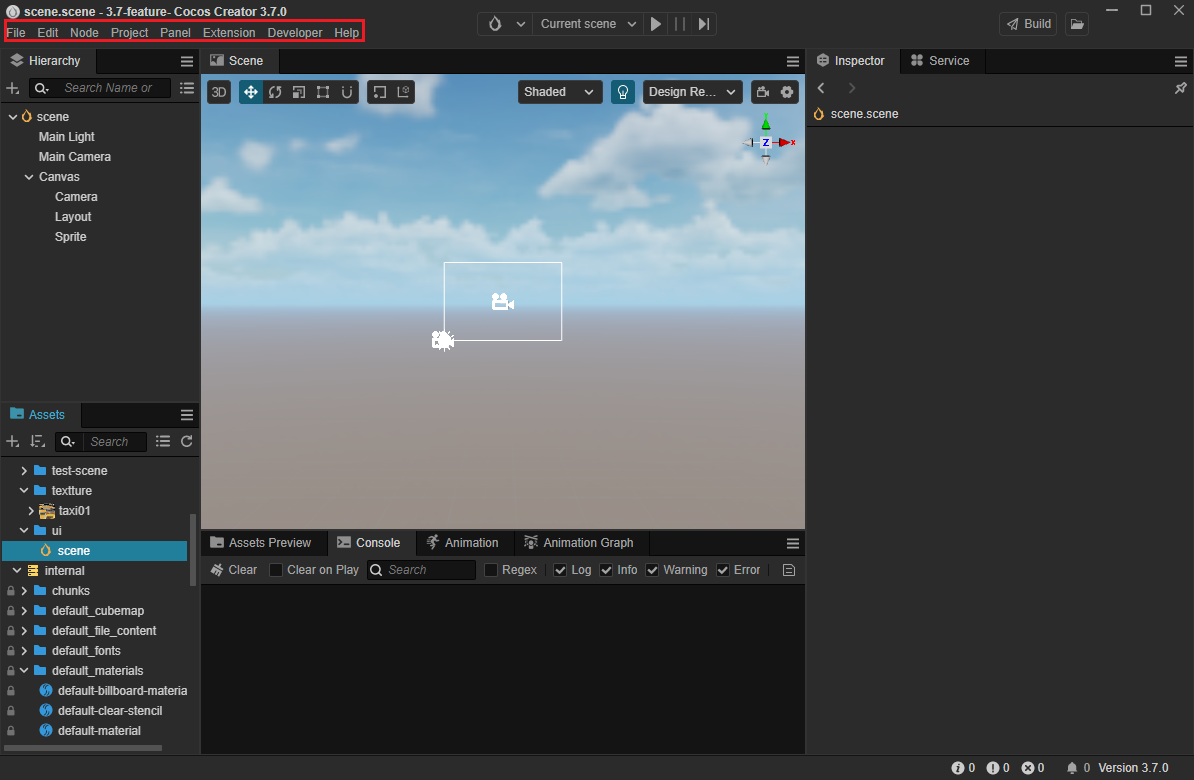 scene.scene - 3.7-feature- Cocos Creator 3.7.0
File Edit Node Project Panel Extension Developer Help
Current scene
Build
Hierarchy
Search Name or
scene
Main Light
Main Camera
Canvas
Camera
Layout
Sprite
Assets
Search
test-scene
textture
taxi01
ui
scene
internal
chunks
default_cubemap
default_file_content
default_fonts
default_materials
default-billboard-materia
default-clear-stencil
default-material
Scene
3D
Shaded
Design Re...
Y
Z
X
Assets Preview
Console
Animation
Animation Graph
Clear
Clear on Play
Search
Regex
Log
Info
Warning
Error
Inspector
Service
scene.scene
0 0 0 0 Version 3.7.0